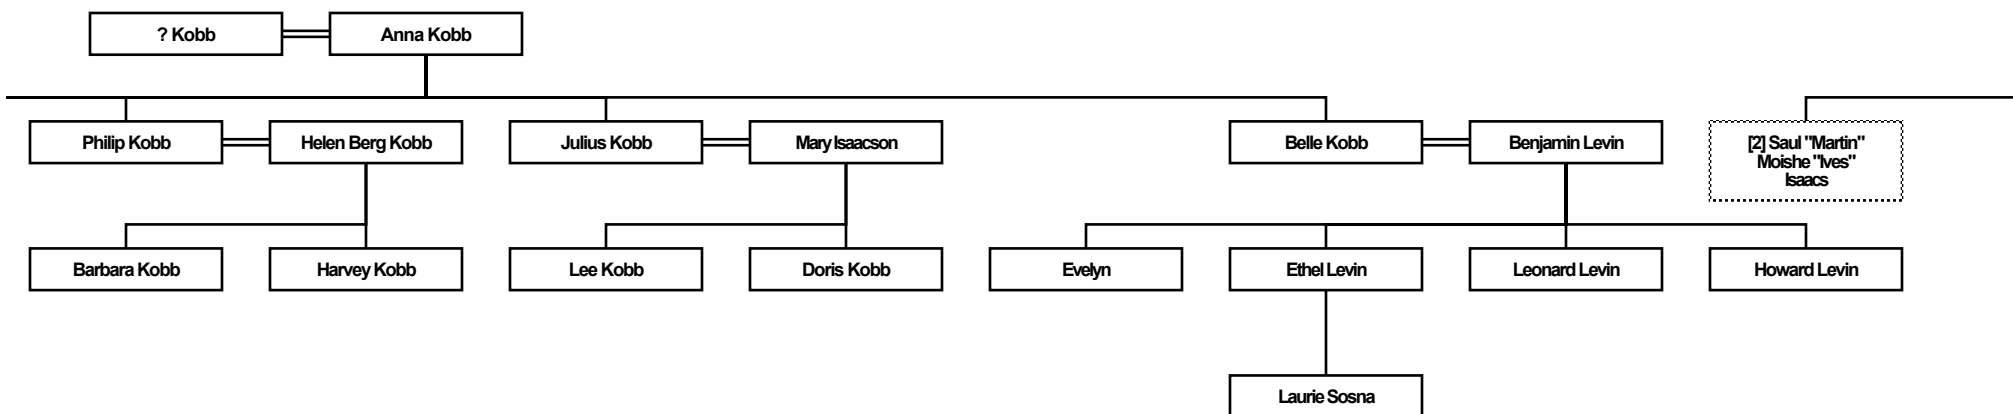 ? Kobb
Anna Kobb
Philip Kobb
Helen Berg Kobb
Julius Kobb
Mary Isaacson
Belle Kobb
Benjamin Levin
[2] Saul "Martin"
Moishe "Ives"
Isaacs
Barbara Kobb
Harvey Kobb
Lee Kobb
Doris Kobb
Evelyn
Ethel Levin
Leonard Levin
Howard Levin
Laurie Sosna